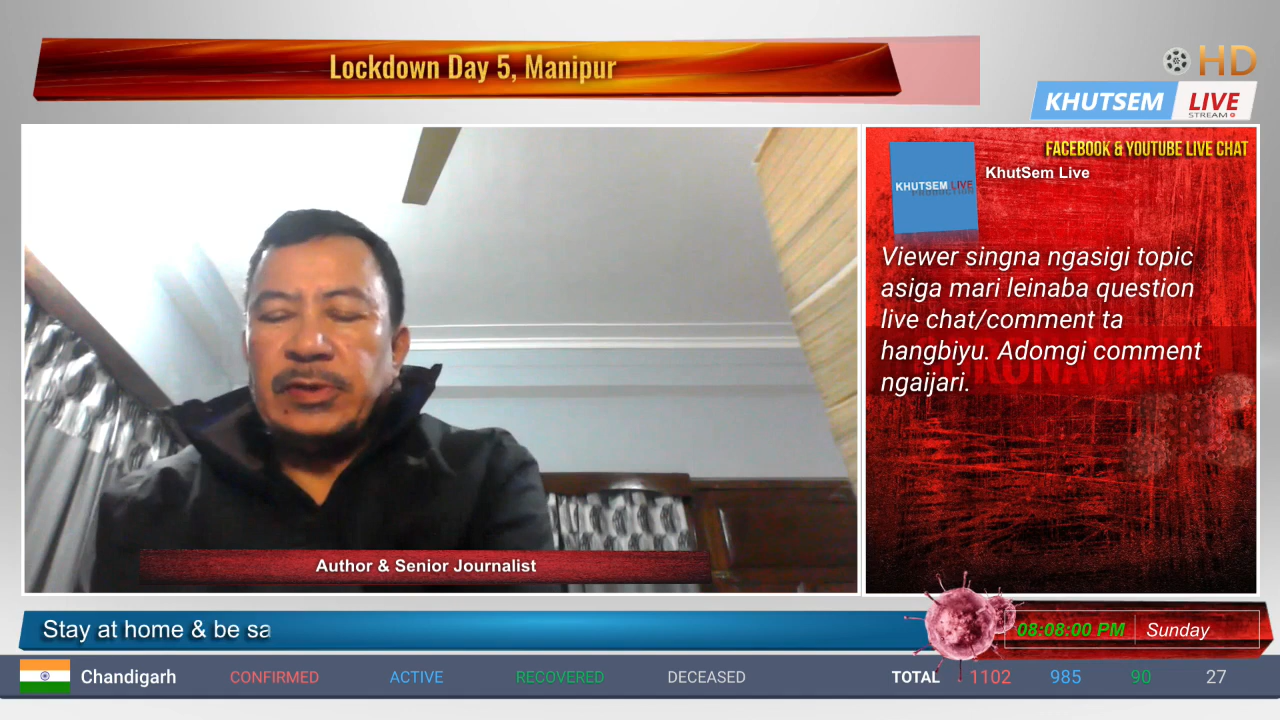 Lockdown Day 5, Manipur
HD
KHUTSEM LIVE
STREAM
FACEBOOK & YOUTUBE LIVE CHAT
KHUTSEM LIVE
PRODUCTION
KhutSem Live
Viewer singna ngasigi topic
asiga mari leinaba question
live chat/comment ta
hangbiyu. Adomgi comment
ngaijari.
Author & Senior Journalist
Stay at home & be sa
08:08:00 PM Sunday
Chandigarh CONFIRMED ACTIVE RECOVERED DECEASED TOTAL 1102 985 90 27